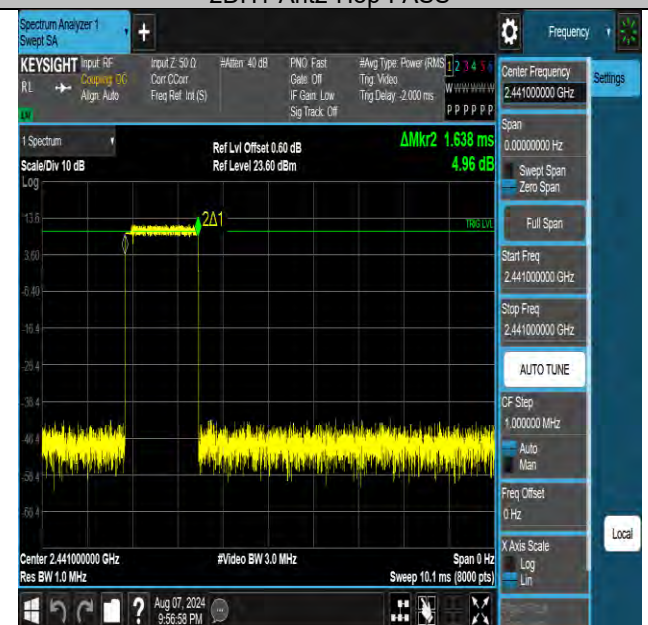 2DH1 Ant2 Hop PASS
Spectrum Analyzer 1
Swept SA
+
Frequency
KEYSIGHT
Input: RF
Coupling: DC
Align: Auto
Input Z: 50 Ω
Corr CCorr
Freq Ref: Int (S)
#Atten: 40 dB
PNO: Fast
Gate: Off
IF Gain: Low
Sig Track: Off
#Avg Type: Power (RMS
Trig: Video
Trig Delay: -2.000 ms
1 2 3 4 5 6
W W W W W W
P P P P P P
RL
Center Frequency
2.441000000 GHz
Settings
Span
0.00000000 Hz
Swept Span
Zero Span
Full Span
Start Freq
2.441000000 GHz
Stop Freq
2.441000000 GHz
AUTO TUNE
CF Step
1.000000 MHz
Auto
Man
Freq Offset
0 Hz
X Axis Scale
Log
Lin
Local
1 Spectrum
Scale/Div 10 dB
Log
Ref Lvl Offset 0.60 dB
Ref Level 23.60 dBm
ΔMkr2 1.638 ms
4.96 dB
2Δ1
TRIG LVL
13.6
3.60
-6.40
-16.4
-26.4
-36.4
-46.4
-56.4
-66.4
Center 2.441000000 GHz
Res BW 1.0 MHz
#Video BW 3.0 MHz
Span 0 Hz
Sweep 10.1 ms (8000 pts)
?
Aug 07, 2024
9:56:58 PM